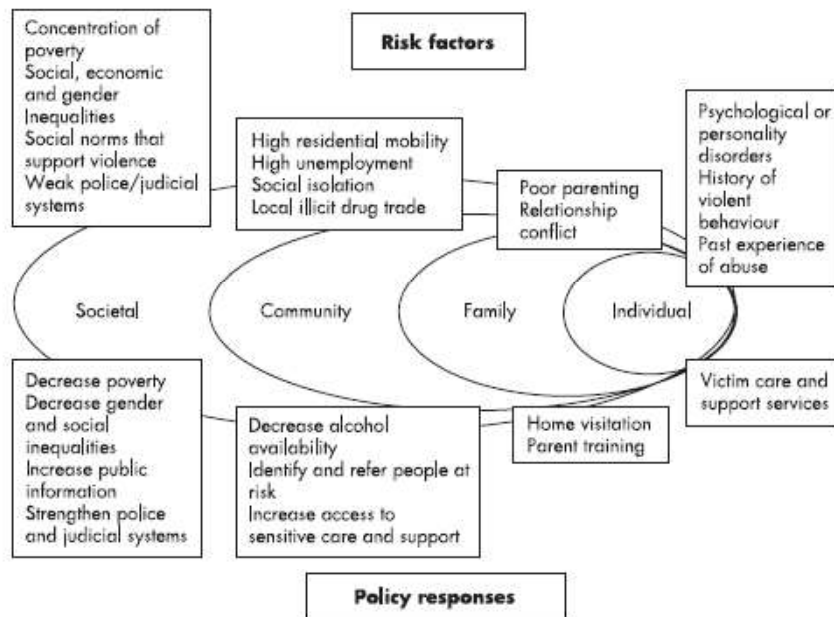 Risk factors
Concentration of
poverty
Social, economic
and gender
Inequalities
Social norms that
support violence
Weak police/judicial
systems
High residential mobility
High unemployment
Social isolation
Local illicit drug trade
Poor parenting
Relationship
conflict
Psychological or
personality
disorders
History of
violent
behaviour
Past experience
of abuse
Societal
Community
Family
Individual
Decrease poverty
Decrease gender
and social
inequalities
Increase public
information
Strengthen police
and judicial systems
Decrease alcohol
availability
Identify and refer people at
risk
Increase access to
sensitive care and support
Home visitation
Parent training
Victim care and
support services
Policy responses